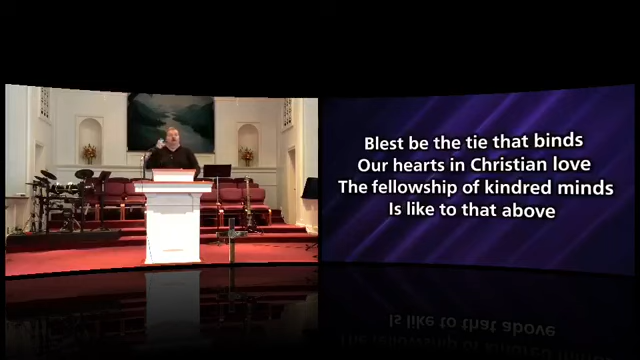 Blest be the tie that binds
Our hearts in Christian love
The fellowship of kindred minds
Is like to that above